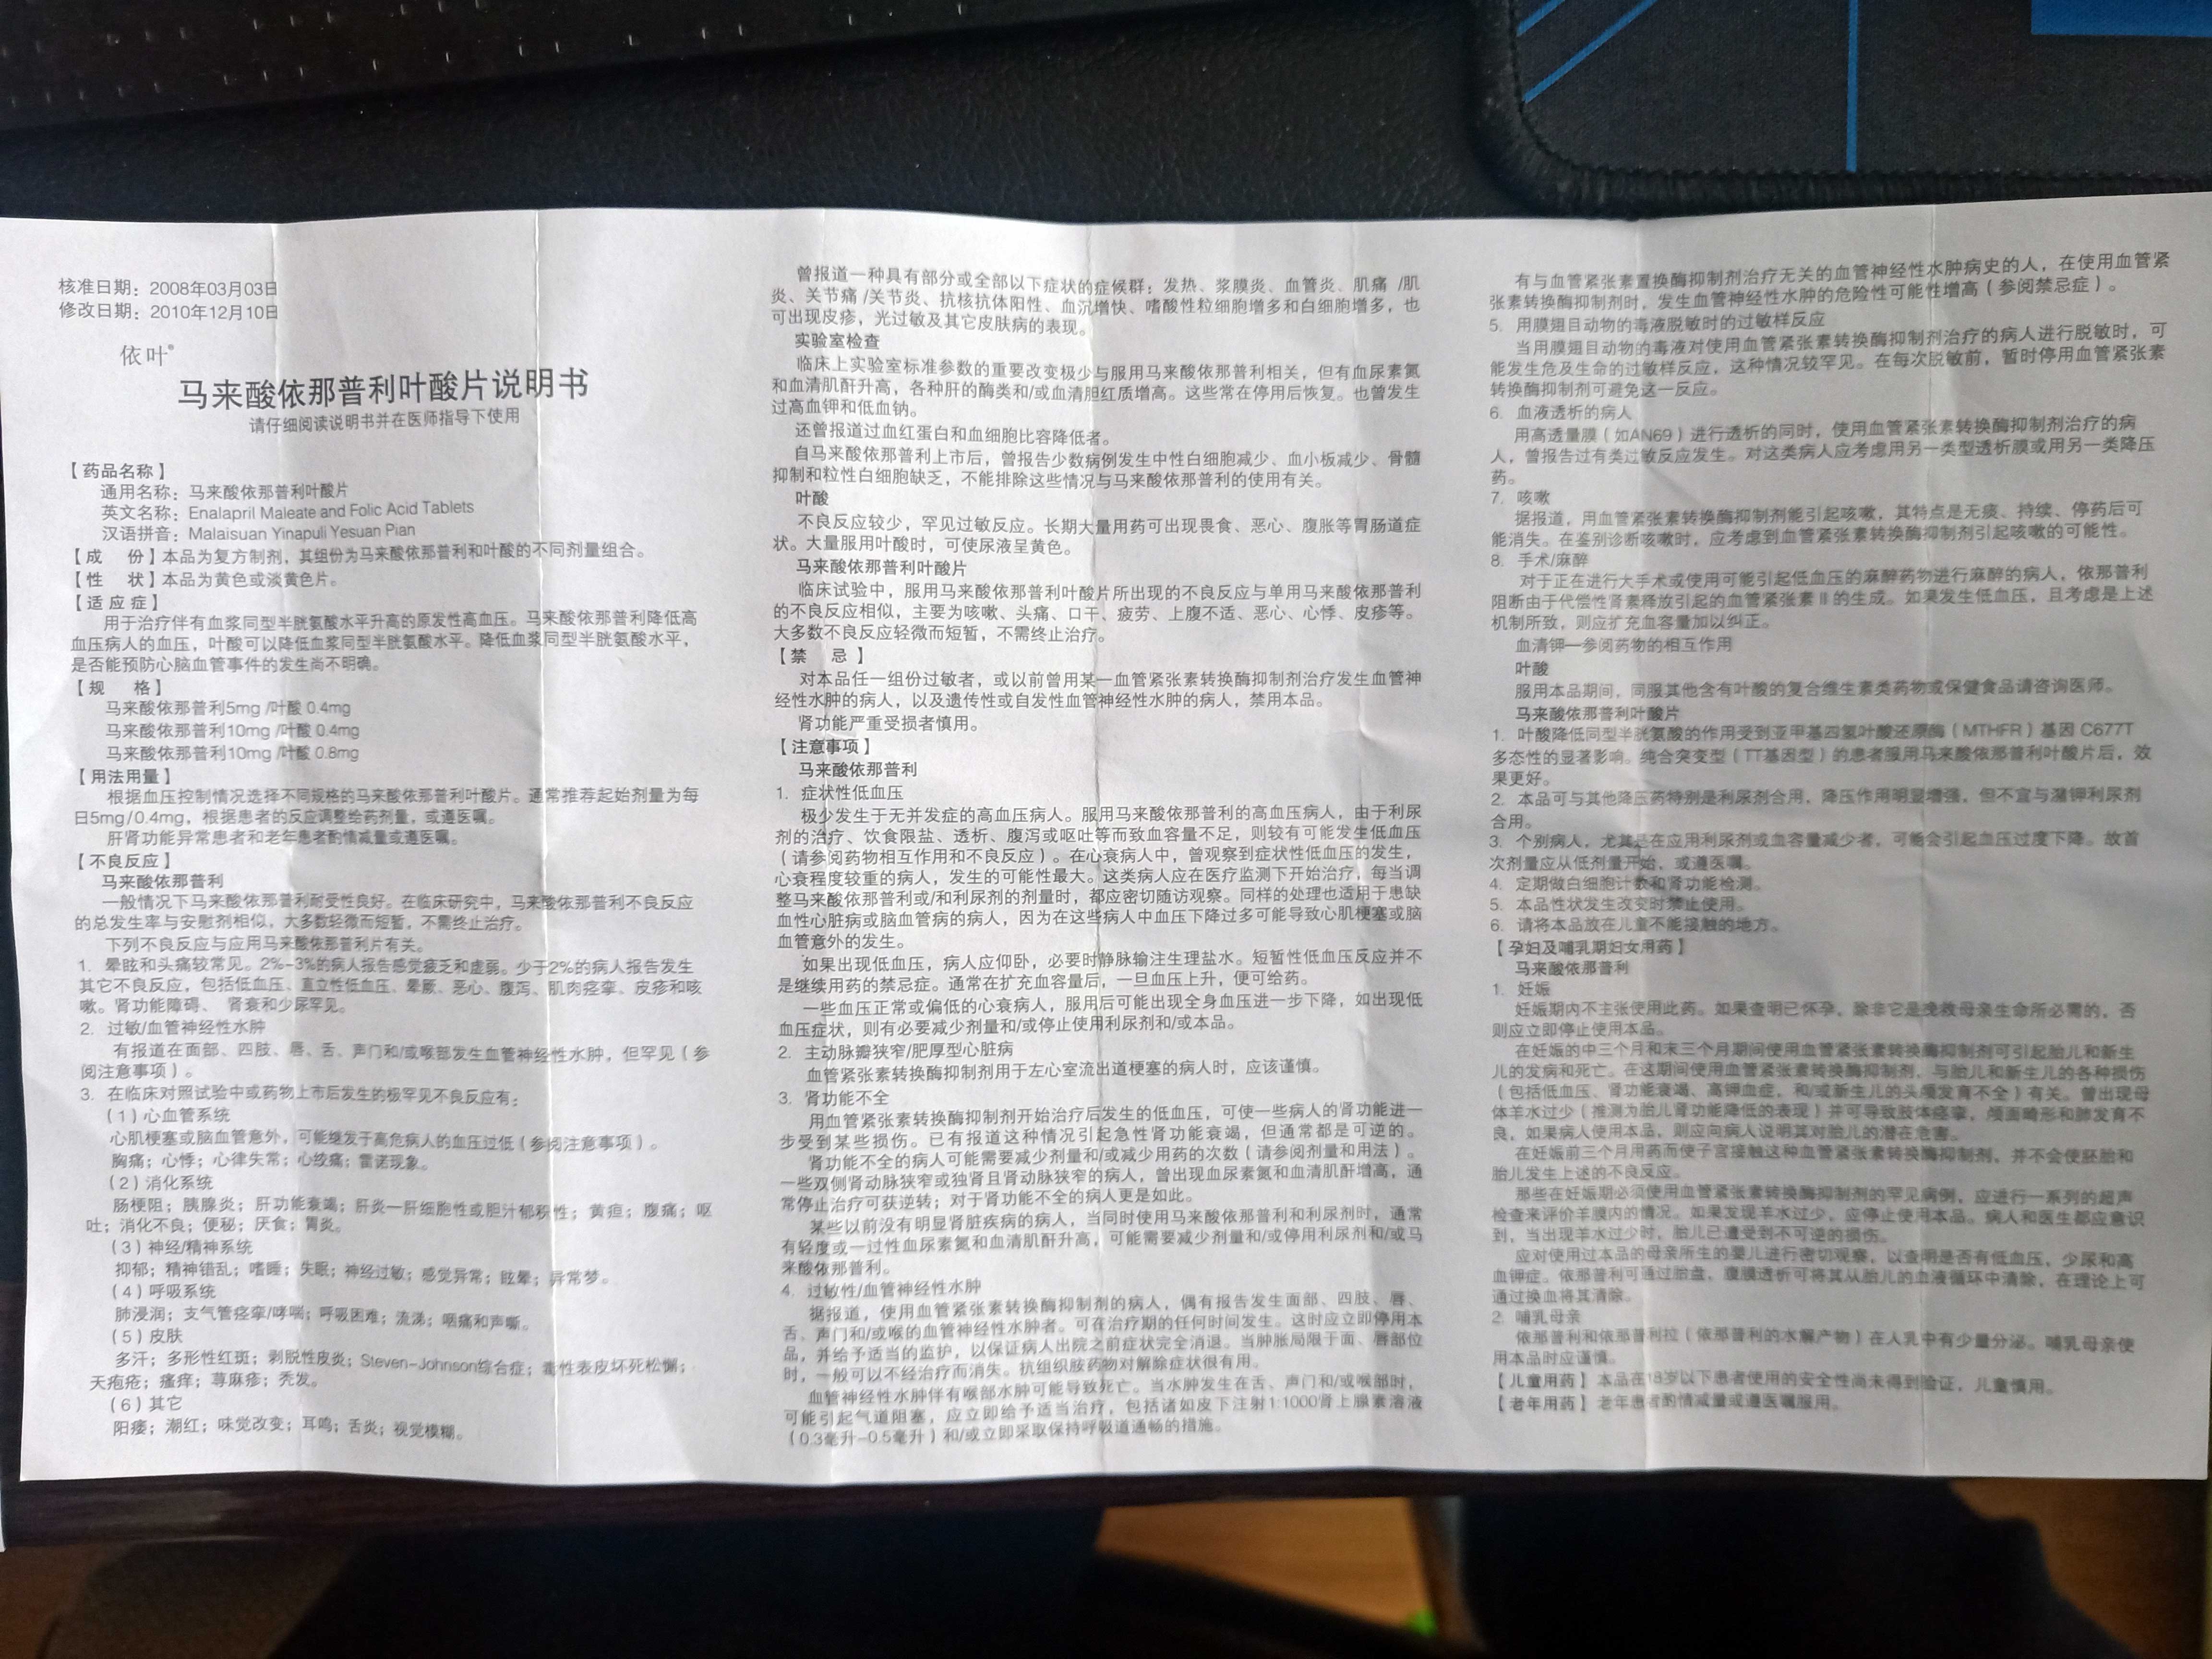 核准日期：2008年03月03日
修改日期：2010年12月10日
依叶®
马来酸依那普利叶酸片说明书
请仔细阅读说明书并在医师指导下使用
【药品名称】
通用名称：马来酸依那普利叶酸片
英文名称：Enalapril Maleate and Folic Acid Tablets
汉语拼音：Malaisuan Yinapuli Yesuan Pian
【成　份】本品为复方制剂，其组份为马来酸依那普利和叶酸的不同剂量组合。
【性　状】本品为黄色或淡黄色片。
【适 应 症】
用于治疗伴有血浆同型半胱氨酸水平升高的原发性高血压。马来酸依那普利降低高
血压病人的血压，叶酸可以降低血浆同型半胱氨酸水平。降低血浆同型半胱氨酸水平，
是否能预防心脑血管事件的发生尚不明确。
【规　格】
马来酸依那普利5mg /叶酸 0.4mg
马来酸依那普利10mg /叶酸 0.4mg
马来酸依那普利10mg /叶酸 0.8mg
【用法用量】
根据血压控制情况选择不同规格的马来酸依那普利叶酸片。通常推荐起始剂量为每
日5mg/0.4mg，根据患者的反应调整给药剂量，或遵医嘱。
肝肾功能异常患者和老年患者酌情减量或遵医嘱。
【不良反应】
马来酸依那普利
一般情况下马来酸依那普利耐受性良好。在临床研究中，马来酸依那普利不良反应
的总发生率与安慰剂相似，大多数轻微而短暂，不需终止治疗。
下列不良反应与应用马来酸依那普利片有关。
1. 晕眩和头痛较常见。2%-3%的病人报告感觉疲乏和虚弱。少于2%的病人报告发生
其它不良反应，包括低血压、直立性低血压、晕厥、恶心、腹泻、肌肉痉挛、皮疹和咳
嗽。肾功能障碍、 肾衰和少尿罕见。
2. 过敏/血管神经性水肿
有报道在面部、四肢、唇、舌、声门和/或喉部发生血管神经性水肿，但罕见（参
阅注意事项）。
3. 在临床对照试验中或药物上市后发生的极罕见不良反应有：
（1）心血管系统
心肌梗塞或脑血管意外，可能继发于高危病人的血压过低（参阅注意事项）。
胸痛；心悸；心律失常；心绞痛；雷诺现象。
（2）消化系统
肠梗阻；胰腺炎；肝功能衰竭；肝炎—肝细胞性或胆汁郁积性；黄疸；腹痛；呕
吐；消化不良；便秘；厌食；胃炎。
（3）神经/精神系统
抑郁；精神错乱；嗜睡；失眠；神经过敏；感觉异常；眩晕；异常梦。
（4）呼吸系统
肺浸润；支气管痉挛/哮喘；呼吸困难；流涕；咽痛和声嘶。
（5）皮肤
多汗；多形性红斑；剥脱性皮炎；Steven-Johnson综合症；毒性表皮坏死松懈；
天疱疮；瘙痒；荨麻疹；秃发。
（6）其它
阳痿；潮红；味觉改变；耳鸣；舌炎；视觉模糊。
曾报道一种具有部分或全部以下症状的症候群：发热、浆膜炎、血管炎、肌痛 /肌
炎、关节痛 /关节炎、抗核抗体阳性、血沉增快、嗜酸性粒细胞增多和白细胞增多，也
可出现皮疹，光过敏及其它皮肤病的表现。
实验室检查
临床上实验室标准参数的重要改变极少与服用马来酸依那普利相关，但有血尿素氮
和血清肌酐升高，各种肝的酶类和/或血清胆红质增高。这些常在停用后恢复。也曾发生
过高血钾和低血钠。
还曾报道过血红蛋白和血细胞比容降低者。
自马来酸依那普利上市后，曾报告少数病例发生中性白细胞减少、血小板减少、骨髓
抑制和粒性白细胞缺乏，不能排除这些情况与马来酸依那普利的使用有关。
叶酸
不良反应较少，罕见过敏反应。长期大量用药可出现畏食、恶心、腹胀等胃肠道症
状。大量服用叶酸时，可使尿液呈黄色。
马来酸依那普利叶酸片
临床试验中，服用马来酸依那普利叶酸片所出现的不良反应与单用马来酸依那普利
的不良反应相似，主要为咳嗽、头痛、口干、疲劳、上腹不适、恶心、心悸、皮疹等。
大多数不良反应轻微而短暂，不需终止治疗。
【禁　忌】
对本品任一组份过敏者，或以前曾用某一血管紧张素转换酶抑制剂治疗发生血管神
经性水肿的病人，以及遗传性或自发性血管神经性水肿的病人，禁用本品。
肾功能严重受损者慎用。
【注意事项】
马来酸依那普利
1. 症状性低血压
极少发生于无并发症的高血压病人。服用马来酸依那普利的高血压病人，由于利尿
剂的治疗、饮食限盐、透析、腹泻或呕吐等而致血容量不足，则较有可能发生低血压
（请参阅药物相互作用和不良反应）。在心衰病人中，曾观察到症状性低血压的发生，
心衰程度较重的病人，发生的可能性最大。这类病人应在医疗监测下开始治疗，每当调
整马来酸依那普利或/和利尿剂的剂量时，都应密切随访观察。同样的处理也适用于患缺
血性心脏病或脑血管病的病人，因为在这些病人中血压下降过多可能导致心肌梗塞或脑
血管意外的发生。
如果出现低血压，病人应仰卧，必要时静脉输注生理盐水。短暂性低血压反应并不
是继续用药的禁忌症。通常在扩充血容量后，一旦血压上升，便可给药。
一些血压正常或偏低的心衰病人，服用后可能出现全身血压进一步下降，如出现低
血压症状，则有必要减少剂量和/或停止使用利尿剂和/或本品。
2. 主动脉瓣狭窄/肥厚型心脏病
血管紧张素转换酶抑制剂用于左心室流出道梗塞的病人时，应该谨慎。
3. 肾功能不全
用血管紧张素转换酶抑制剂开始治疗后发生的低血压，可使一些病人的肾功能进一
步受到某些损伤。已有报道这种情况引起急性肾功能衰竭，但通常都是可逆的。
肾功能不全的病人可能需要减少剂量和/或减少用药的次数（请参阅剂量和用法）。
一些双侧肾动脉狭窄或独肾且肾动脉狭窄的病人，曾出现血尿素氮和血清肌酐增高，通
常停止治疗可获逆转；对于肾功能不全的病人更是如此。
某些以前没有明显肾脏疾病的病人，当同时使用马来酸依那普利和利尿剂时，通常
有轻度或一过性血尿素氮和血清肌酐升高，可能需要减少剂量和/或停用利尿剂和/或马
来酸依那普利。
4. 过敏性/血管神经性水肿
据报道，使用血管紧张素转换酶抑制剂的病人，偶有报告发生面部、四肢、唇、
舌、声门和/或喉的血管神经性水肿者。可在治疗期的任何时间发生。这时应立即停用本
品，并给予适当的监护，以保证病人出院之前症状完全消退。当肿胀局限于面、唇部位
时，一般可以不经治疗而消失。抗组织胺药物对解除症状很有用。
血管神经性水肿伴有喉部水肿可能导致死亡。当水肿发生在舌、声门和/或喉部时，
可能引起气道阻塞，应立即给予适当治疗，包括诸如皮下注射1:1000肾上腺素溶液
（0.3毫升-0.5毫升）和/或立即采取保持呼吸道通畅的措施。
有与血管紧张素置换酶抑制剂治疗无关的血管神经性水肿病史的人，在使用血管紧
张素转换酶抑制剂时，发生血管神经性水肿的危险性可能性增高（参阅禁忌症）。
5. 用膜翅目动物的毒液脱敏时的过敏样反应
当用膜翅目动物的毒液对使用血管紧张素转换酶抑制剂治疗的病人进行脱敏时，可
能发生危及生命的过敏样反应，这种情况较罕见。在每次脱敏前，暂时停用血管紧张素
转换酶抑制剂可避免这一反应。
6. 血液透析的病人
用高透量膜（如AN69）进行透析的同时，使用血管紧张素转换酶抑制剂治疗的病
人，曾报告过有类过敏反应发生。对这类病人应考虑用另一类型透析膜或用另一类降压
药。
7. 咳嗽
据报道，用血管紧张素转换酶抑制剂能引起咳嗽，其特点是无痰、持续、停药后可
能消失。在鉴别诊断咳嗽时，应考虑到血管紧张素转换酶抑制剂引起咳嗽的可能性。
8. 手术/麻醉
对于正在进行大手术或使用可能引起低血压的麻醉药物进行麻醉的病人，依那普利
阻断由于代偿性肾素释放引起的血管紧张素Ⅱ的生成。如果发生低血压，且考虑是上述
机制所致，则应扩充血容量加以纠正。
血清钾—参阅药物的相互作用
叶酸
服用本品期间，同服其他含有叶酸的复合维生素类药物或保健食品请咨询医师。
马来酸依那普利叶酸片
1. 叶酸降低同型半胱氨酸的作用受到亚甲基四氢叶酸还原酶（MTHFR）基因 C677T
多态性的显著影响。纯合突变型（TT基因型）的患者服用马来酸依那普利叶酸片后，效
果更好。
2. 本品可与其他降压药特别是利尿剂合用，降压作用明显增强，但不宜与潴钾利尿剂
合用。
3. 个别病人，尤其是在应用利尿剂或血容量减少者，可能会引起血压过度下降。故首
次剂量应从低剂量开始，或遵医嘱。
4. 定期做白细胞计数和肾功能检测。
5. 本品性状发生改变时禁止使用。
6. 请将本品放在儿童不能接触的地方。
【孕妇及哺乳期妇女用药】
马来酸依那普利
1. 妊娠
妊娠期内不主张使用此药。如果查明已怀孕，除非它是挽救母亲生命所必需的，否
则应立即停止使用本品。
在妊娠的中三个月和末三个月期间使用血管紧张素转换酶抑制剂可引起胎儿和新生
儿的发病和死亡。在这期间使用血管紧张素转换酶抑制剂，与胎儿和新生儿的各种损伤
（包括低血压、肾功能衰竭、高钾血症，和/或新生儿的头颅发育不全）有关。曾出现母
体羊水过少（推测为胎儿肾功能降低的表现）并可导致肢体痉挛，颅面畸形和肺发育不
良，如果病人使用本品，则应向病人说明其对胎儿的潜在危害。
在妊娠前三个月用药而使子宫接触这种血管紧张素转换酶抑制剂，并不会使胚胎和
胎儿发生上述的不良反应。
那些在妊娠期必须使用血管紧张素转换酶抑制剂的罕见病例，应进行一系列的超声
检查来评价羊膜内的情况。如果发现羊水过少，应停止使用本品。病人和医生都应意识
到，当出现羊水过少时，胎儿已遭受到不可逆的损伤。
应对使用过本品的母亲所生的婴儿进行密切观察，以查明是否有低血压，少尿和高
血钾症。依那普利可通过胎盘，腹膜透析可将其从胎儿的血液循环中清除，在理论上可
通过换血将其清除。
2. 哺乳母亲
依那普利和依那普利拉（依那普利的水解产物）在人乳中有少量分泌。哺乳母亲使
用本品时应谨慎。
【儿童用药】本品在18岁以下患者使用的安全性尚未得到验证，儿童慎用。
【老年用药】老年患者酌情减量或遵医嘱服用。